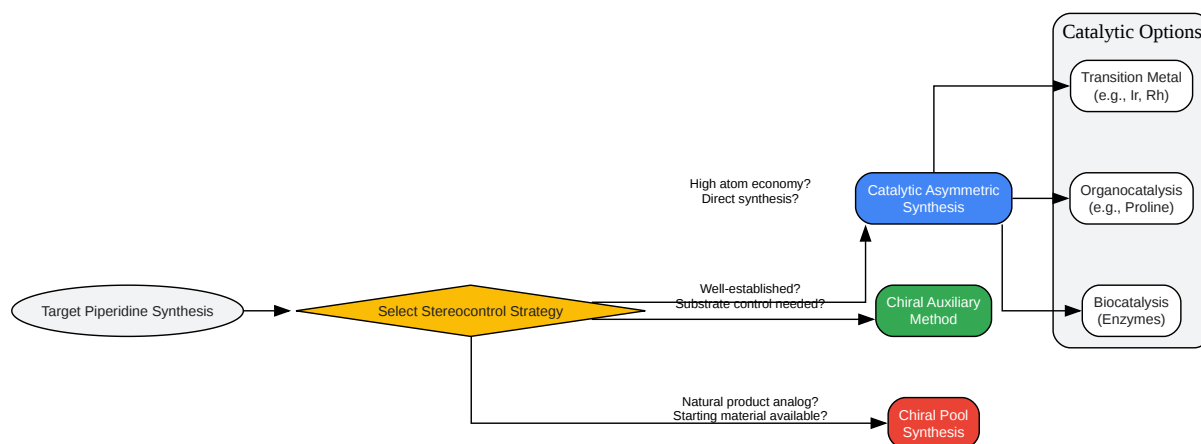 Catalytic Options
Transition Metal
(e.g., Ir, Rh)
High atom economy?
Direct synthesis?
Catalytic Asymmetric
Synthesis
Organocatalysis
(e.g., Proline)
Target Piperidine Synthesis
Select Stereocontrol Strategy
Well-established?
Substrate control needed?
Chiral Auxiliary
Method
Biocatalysis
(Enzymes)
Natural product analog?
Starting material available?
Chiral Pool
Synthesis